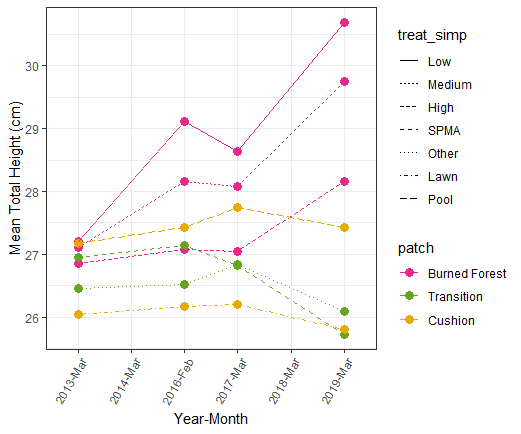 Mean Total Height (cm)
30
29
28
27
26
2013-Mar
2014-Mar
2016-Feb
2017-Mar
2018-Mar
2019-Mar
Year-Month
treat_simp
Low
Medium
High
SPMA
Other
Lawn
Pool
patch
Burned Forest
Transition
Cushion